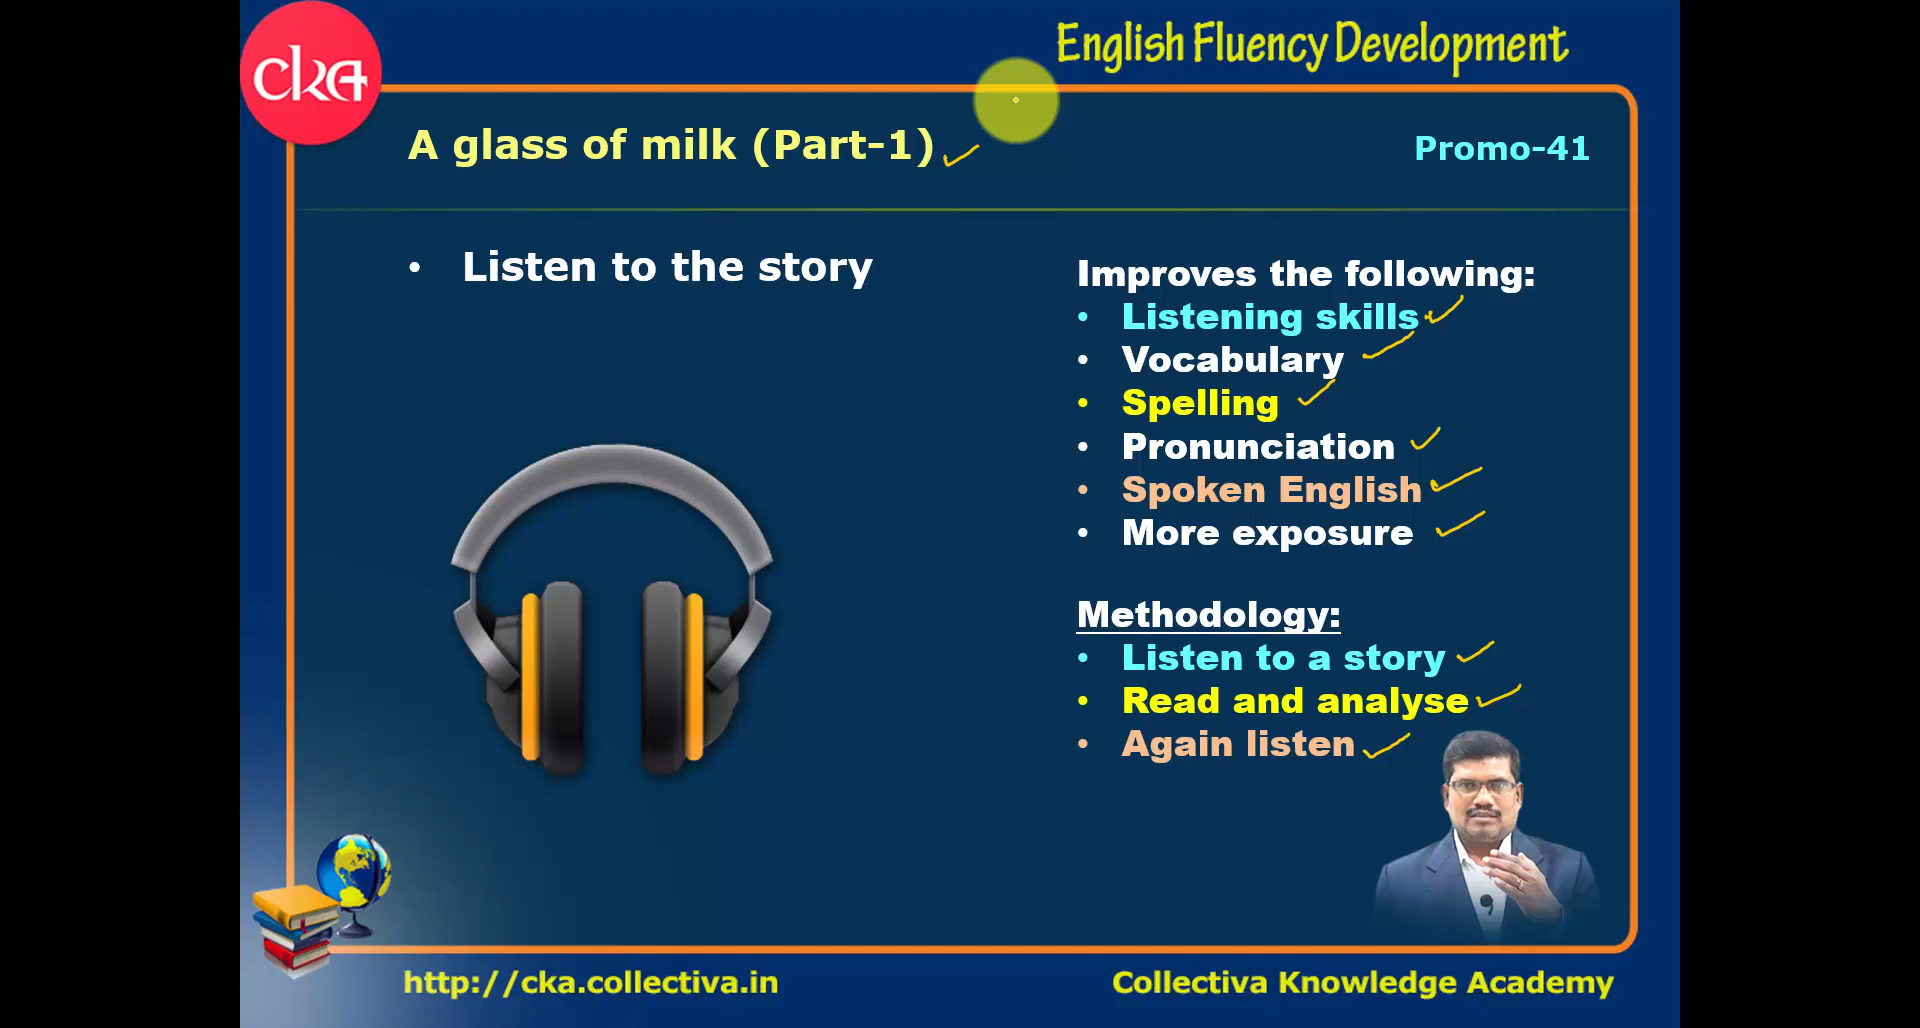 CKA
English Fluency Development
A glass of milk (Part-1)
Promo-41
• Listen to the story
Improves the following:
• Listening skills
• Vocabulary
• Spelling
• Pronunciation
• Spoken English
• More exposure
Methodology:
• Listen to a story
• Read and analyse
• Again listen
http://cka.collectiva.in
Collectiva Knowledge Academy